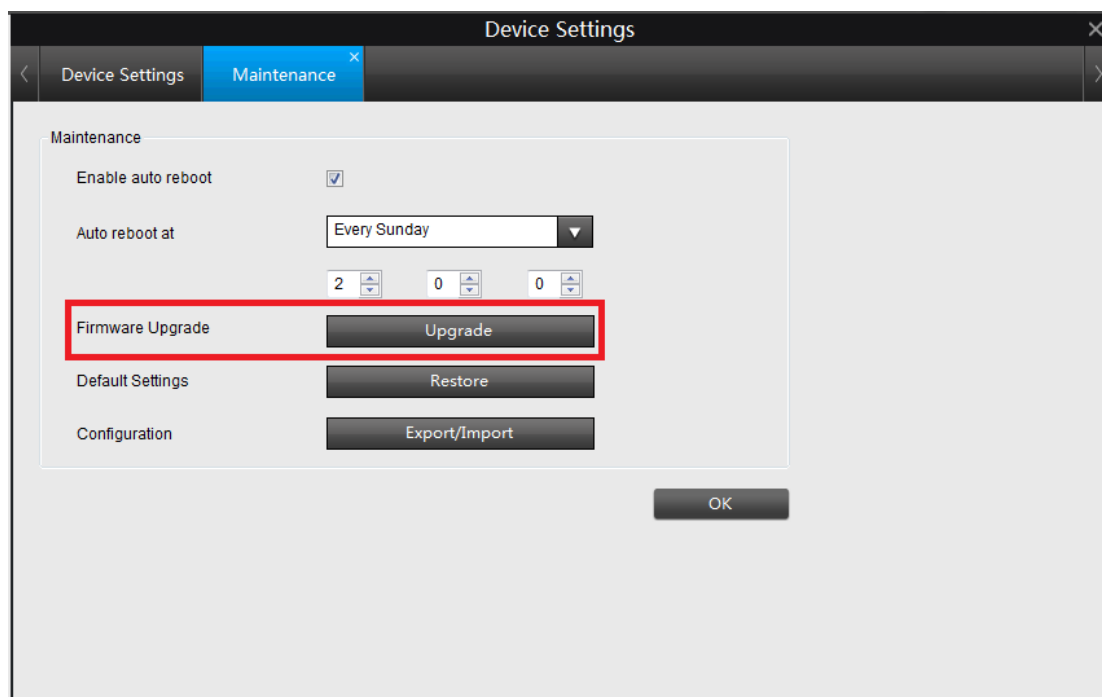 Device Settings
Device Settings Maintenance
Maintenance
Enable auto reboot
Auto reboot at Every Sunday
2 0 0
Firmware Upgrade Upgrade
Default Settings Restore
Configuration Export/Import
OK